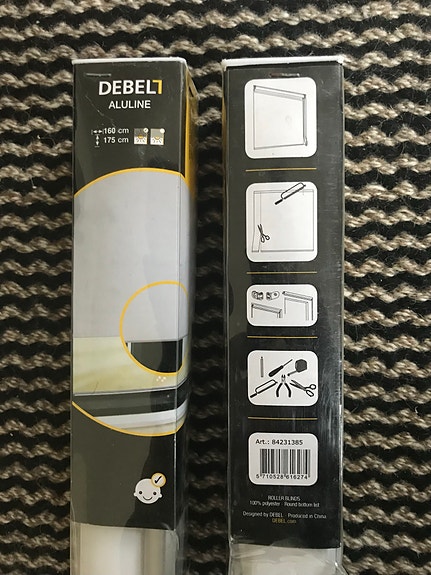 DEBEL
ALULINE
160 cm
175 cm
Art.: 84231385
5 710528 616274
ROLLER BLINDS
100% polyester · Round bottom list
Designed by DEBEL · Produced in China
DEBEL.com